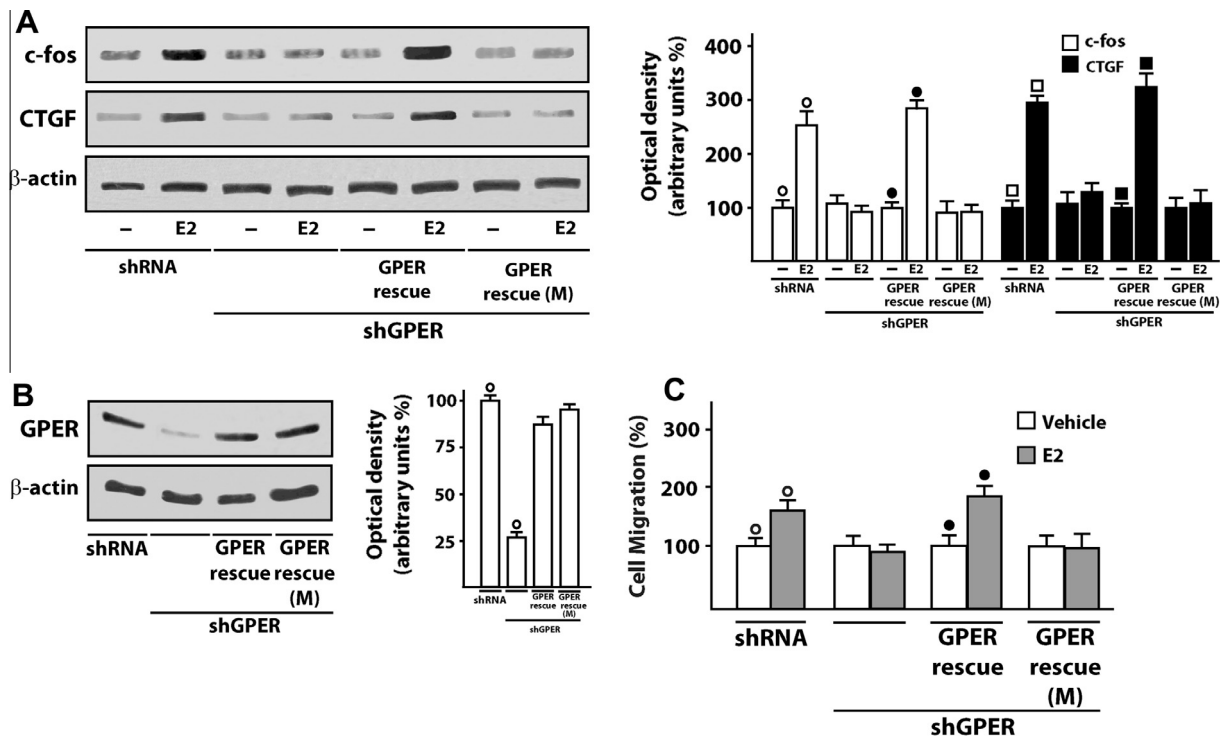 A
c-fos
CTGF
β-actin
– E2 – E2 – E2 – E2
shRNA GPER GPER
rescue rescue (M)
shGPER
Optical density
(arbitrary units %)
400
300
200
100
c-fos
CTGF
– E2 – E2 – E2 – E2 – E2 – E2 – E2 – E2
shRNA GPER GPER shRNA GPER GPER
rescue rescue (M) rescue rescue (M)
shGPER shGPER
B
GPER
β-actin
shRNA GPER GPER
rescue rescue
(M)
shGPER
Optical density
(arbitrary units %)
100
75
50
25
shRNA GPER GPER
rescue rescue
(M)
shGPER
C
Cell Migration (%)
300
200
100
Vehicle
E2
shRNA GPER GPER
rescue rescue
(M)
shGPER